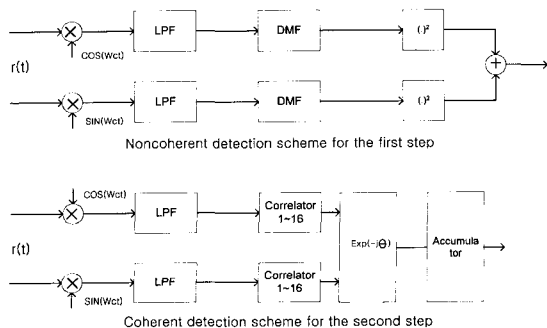 LPF
DMF
(·)²
COS(Wct)
r(t)
+
LPF
DMF
(·)²
SIN(Wct)
Noncoherent detection scheme for the first step
COS(Wct)
LPF
Correlator
1~16
r(t)
Exp(-jθ)
Accumula
tor
LPF
Correlator
1~16
SIN(Wct)
Coherent detection scheme for the second step